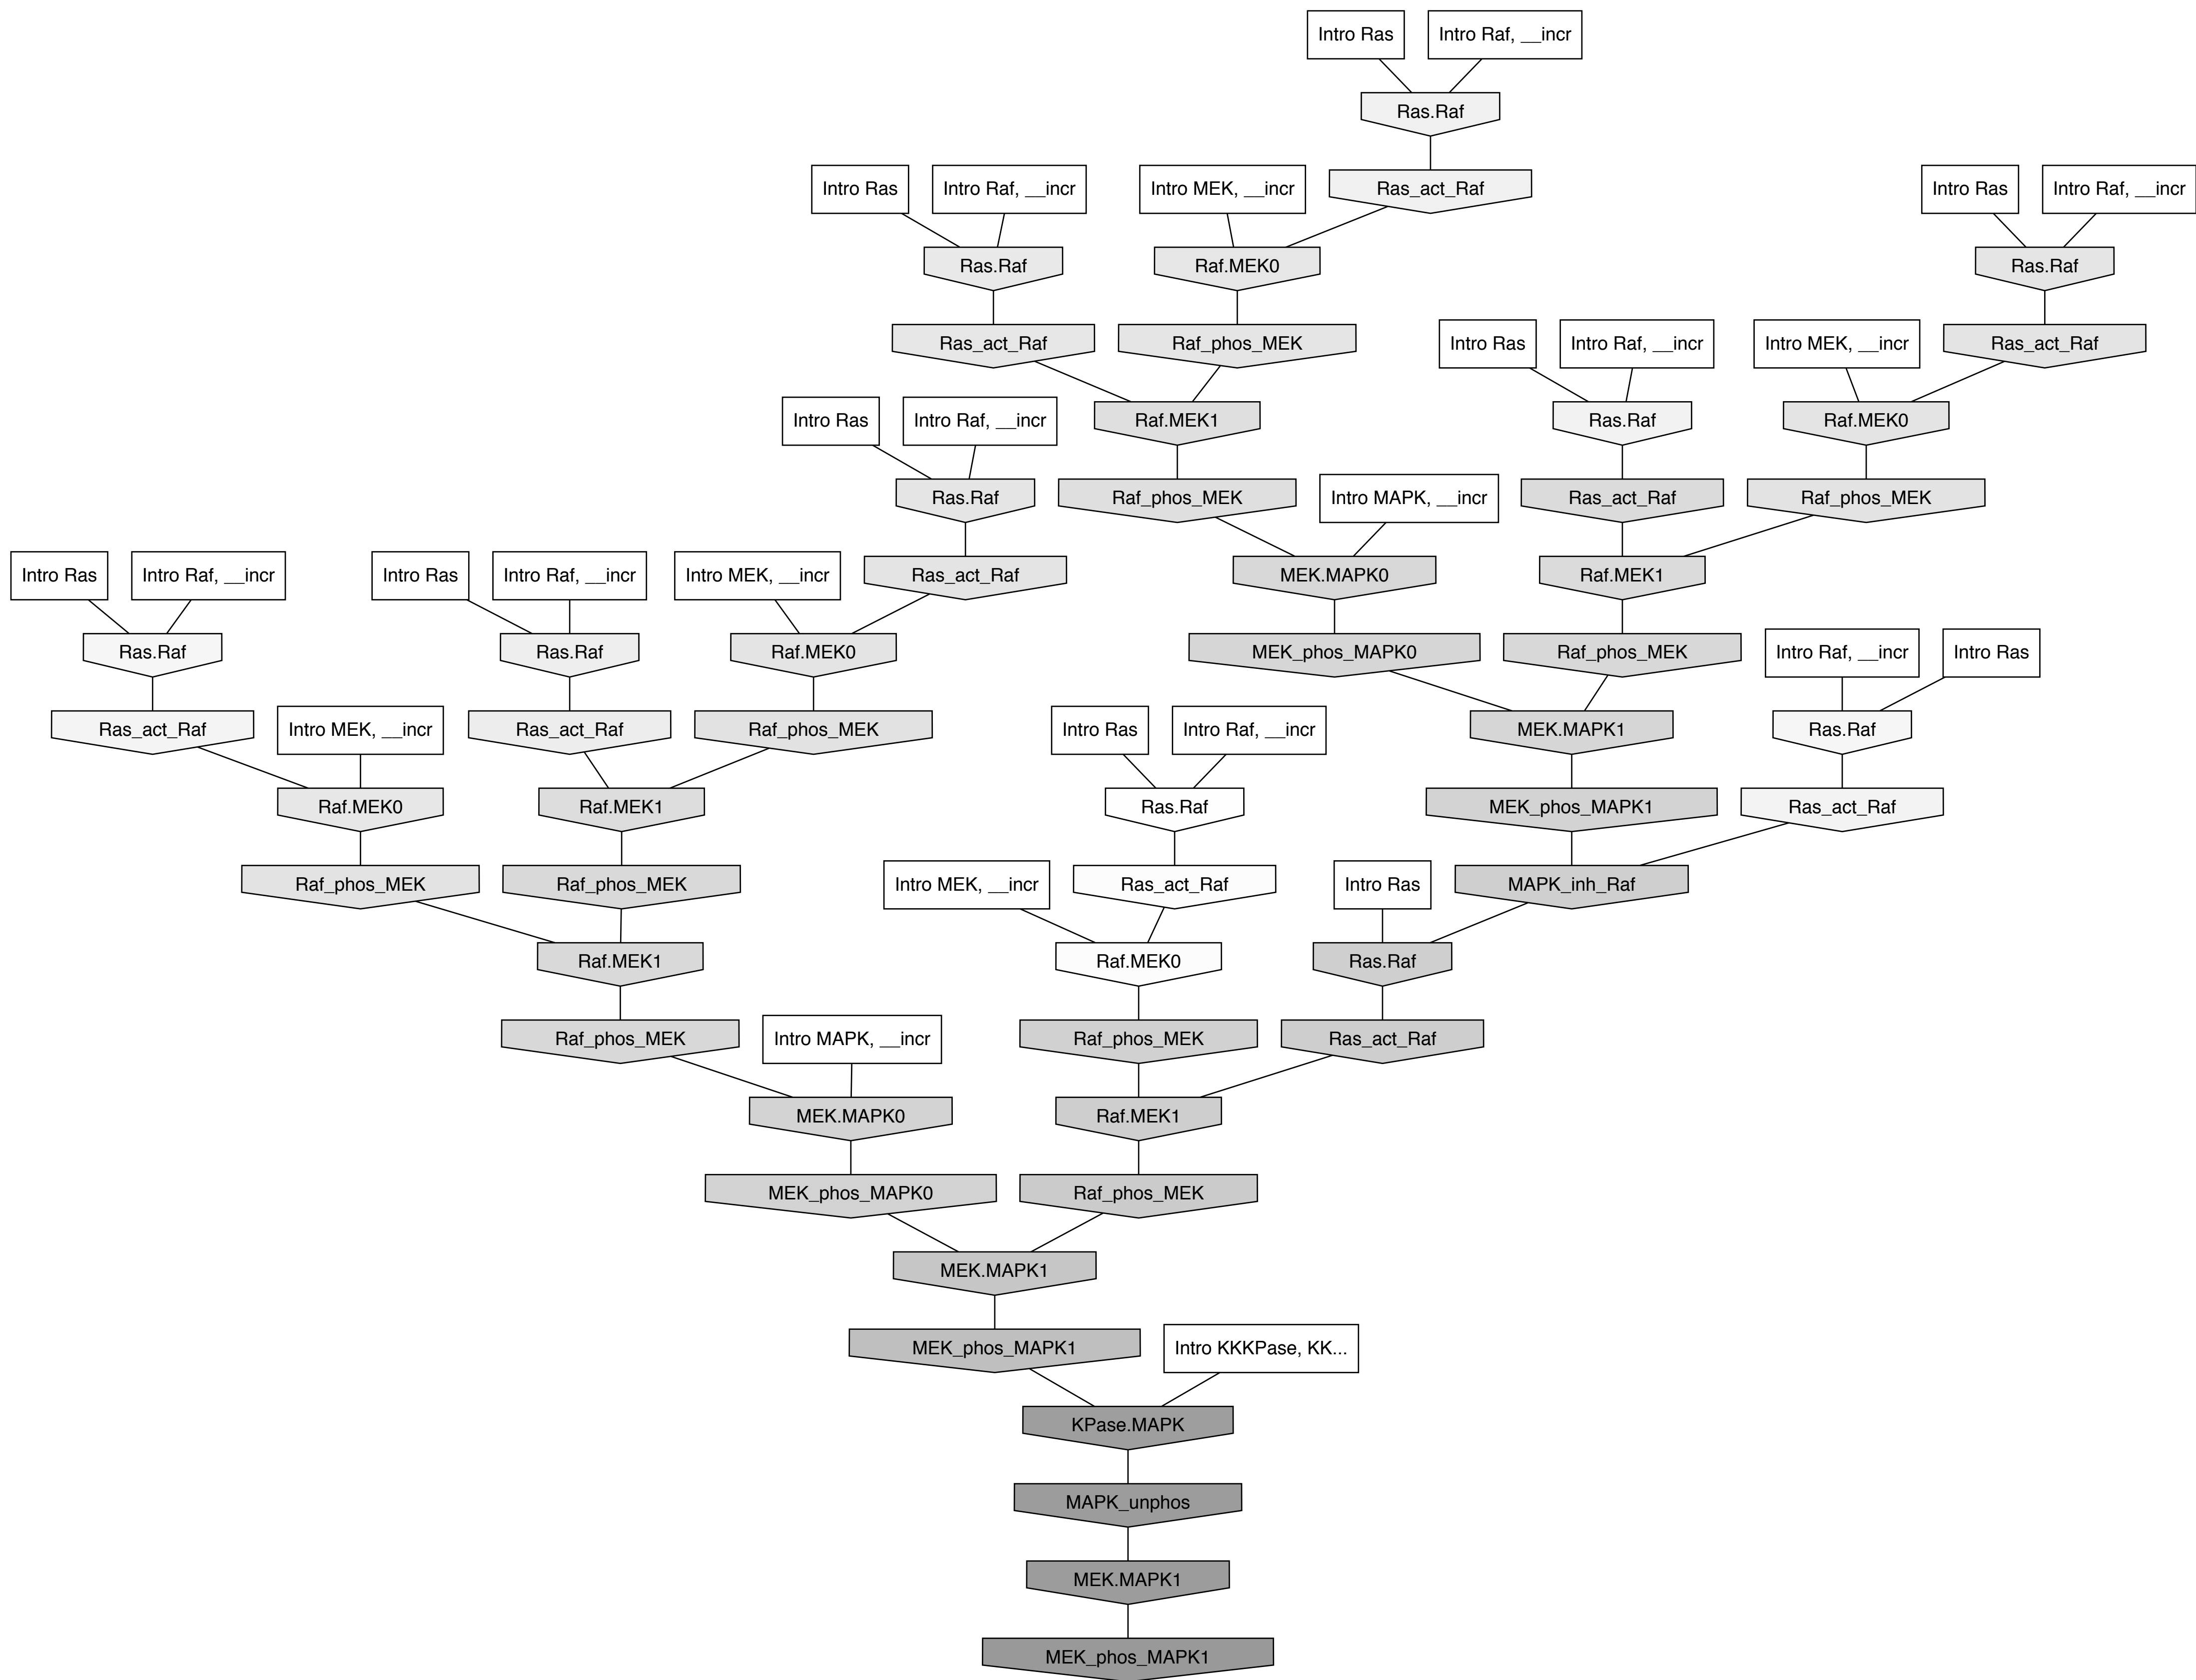 Intro Ras
Intro Raf, __incr
Ras.Raf
Intro Ras
Intro Raf, __incr
Intro MEK, __incr
Ras_act_Raf
Intro Ras
Intro Raf, __incr
Ras.Raf
Raf.MEK0
Ras.Raf
Ras_act_Raf
Raf_phos_MEK
Intro Ras
Intro Raf, __incr
Intro MEK, __incr
Ras_act_Raf
Intro Ras
Intro Raf, __incr
Raf.MEK1
Ras.Raf
Raf.MEK0
Ras.Raf
Raf_phos_MEK
Intro MAPK, __incr
Ras_act_Raf
Raf_phos_MEK
Intro Ras
Intro Raf, __incr
Intro Ras
Intro Raf, __incr
Intro MEK, __incr
Ras_act_Raf
MEK.MAPK0
Raf.MEK1
Ras.Raf
Ras.Raf
Raf.MEK0
MEK_phos_MAPK0
Raf_phos_MEK
Intro Raf, __incr
Intro Ras
Ras_act_Raf
Intro MEK, __incr
Ras_act_Raf
Raf_phos_MEK
Intro Ras
Intro Raf, __incr
MEK.MAPK1
Ras.Raf
Raf.MEK0
Raf.MEK1
Ras.Raf
MEK_phos_MAPK1
Ras_act_Raf
Raf_phos_MEK
Raf_phos_MEK
Intro MEK, __incr
Ras_act_Raf
Intro Ras
MAPK_inh_Raf
Raf.MEK1
Raf.MEK0
Ras.Raf
Raf_phos_MEK
Intro MAPK, __incr
Raf_phos_MEK
Ras_act_Raf
MEK.MAPK0
Raf.MEK1
MEK_phos_MAPK0
Raf_phos_MEK
MEK.MAPK1
MEK_phos_MAPK1
Intro KKKPase, KK...
KPase.MAPK
MAPK_unphos
MEK.MAPK1
MEK_phos_MAPK1